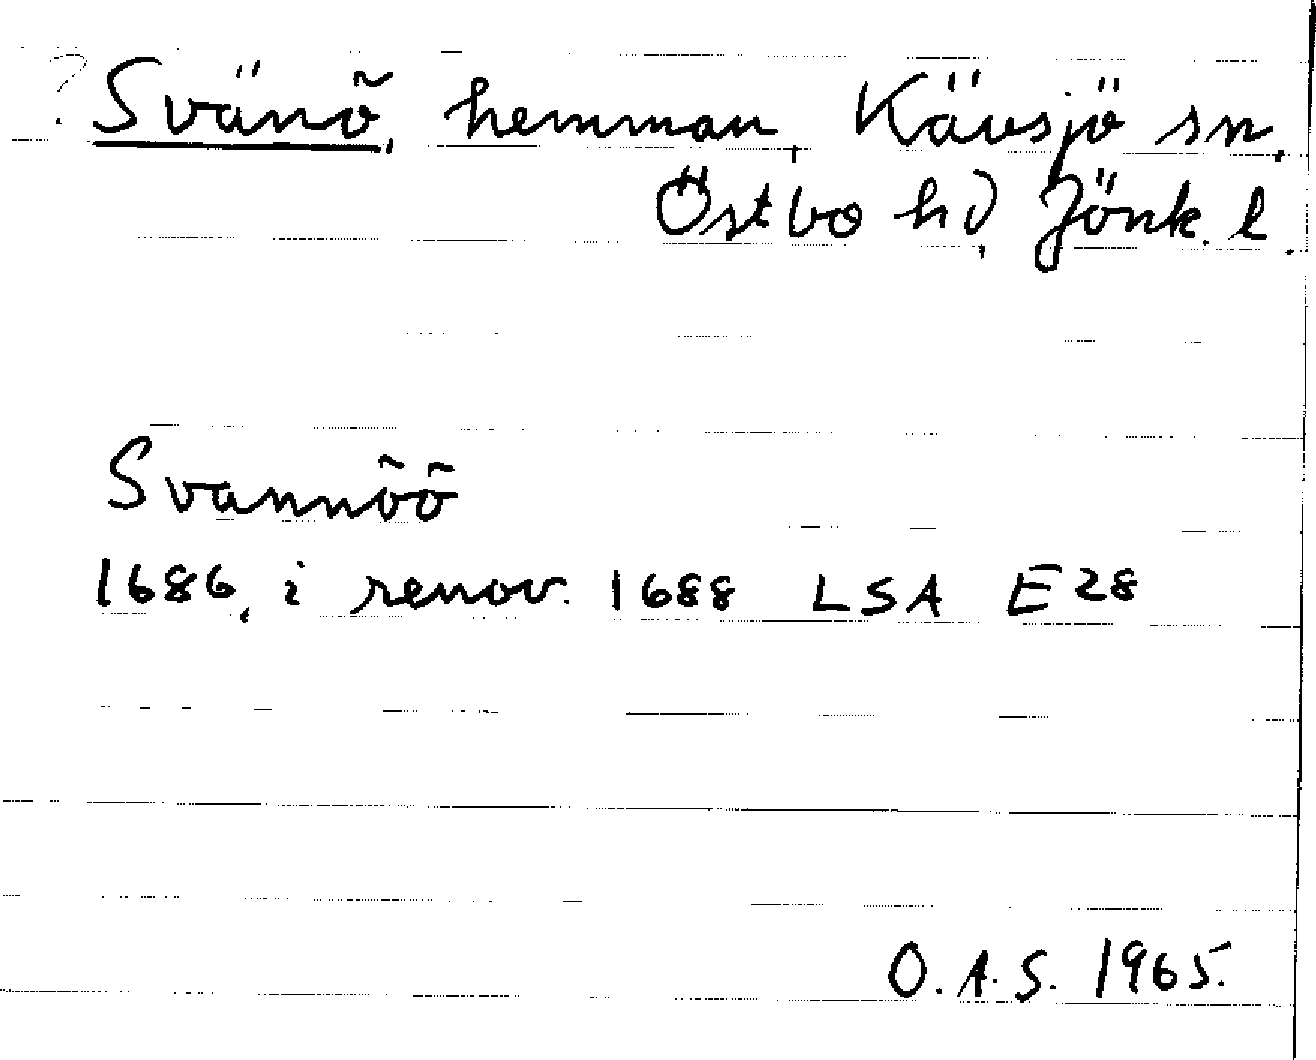 ? Svänö, hemman, Kävsjö sn,
Östbo hd, Jönk. l.
Svannöö
1686, i renov. 1688 LSA E28
O.A.S. 1965.